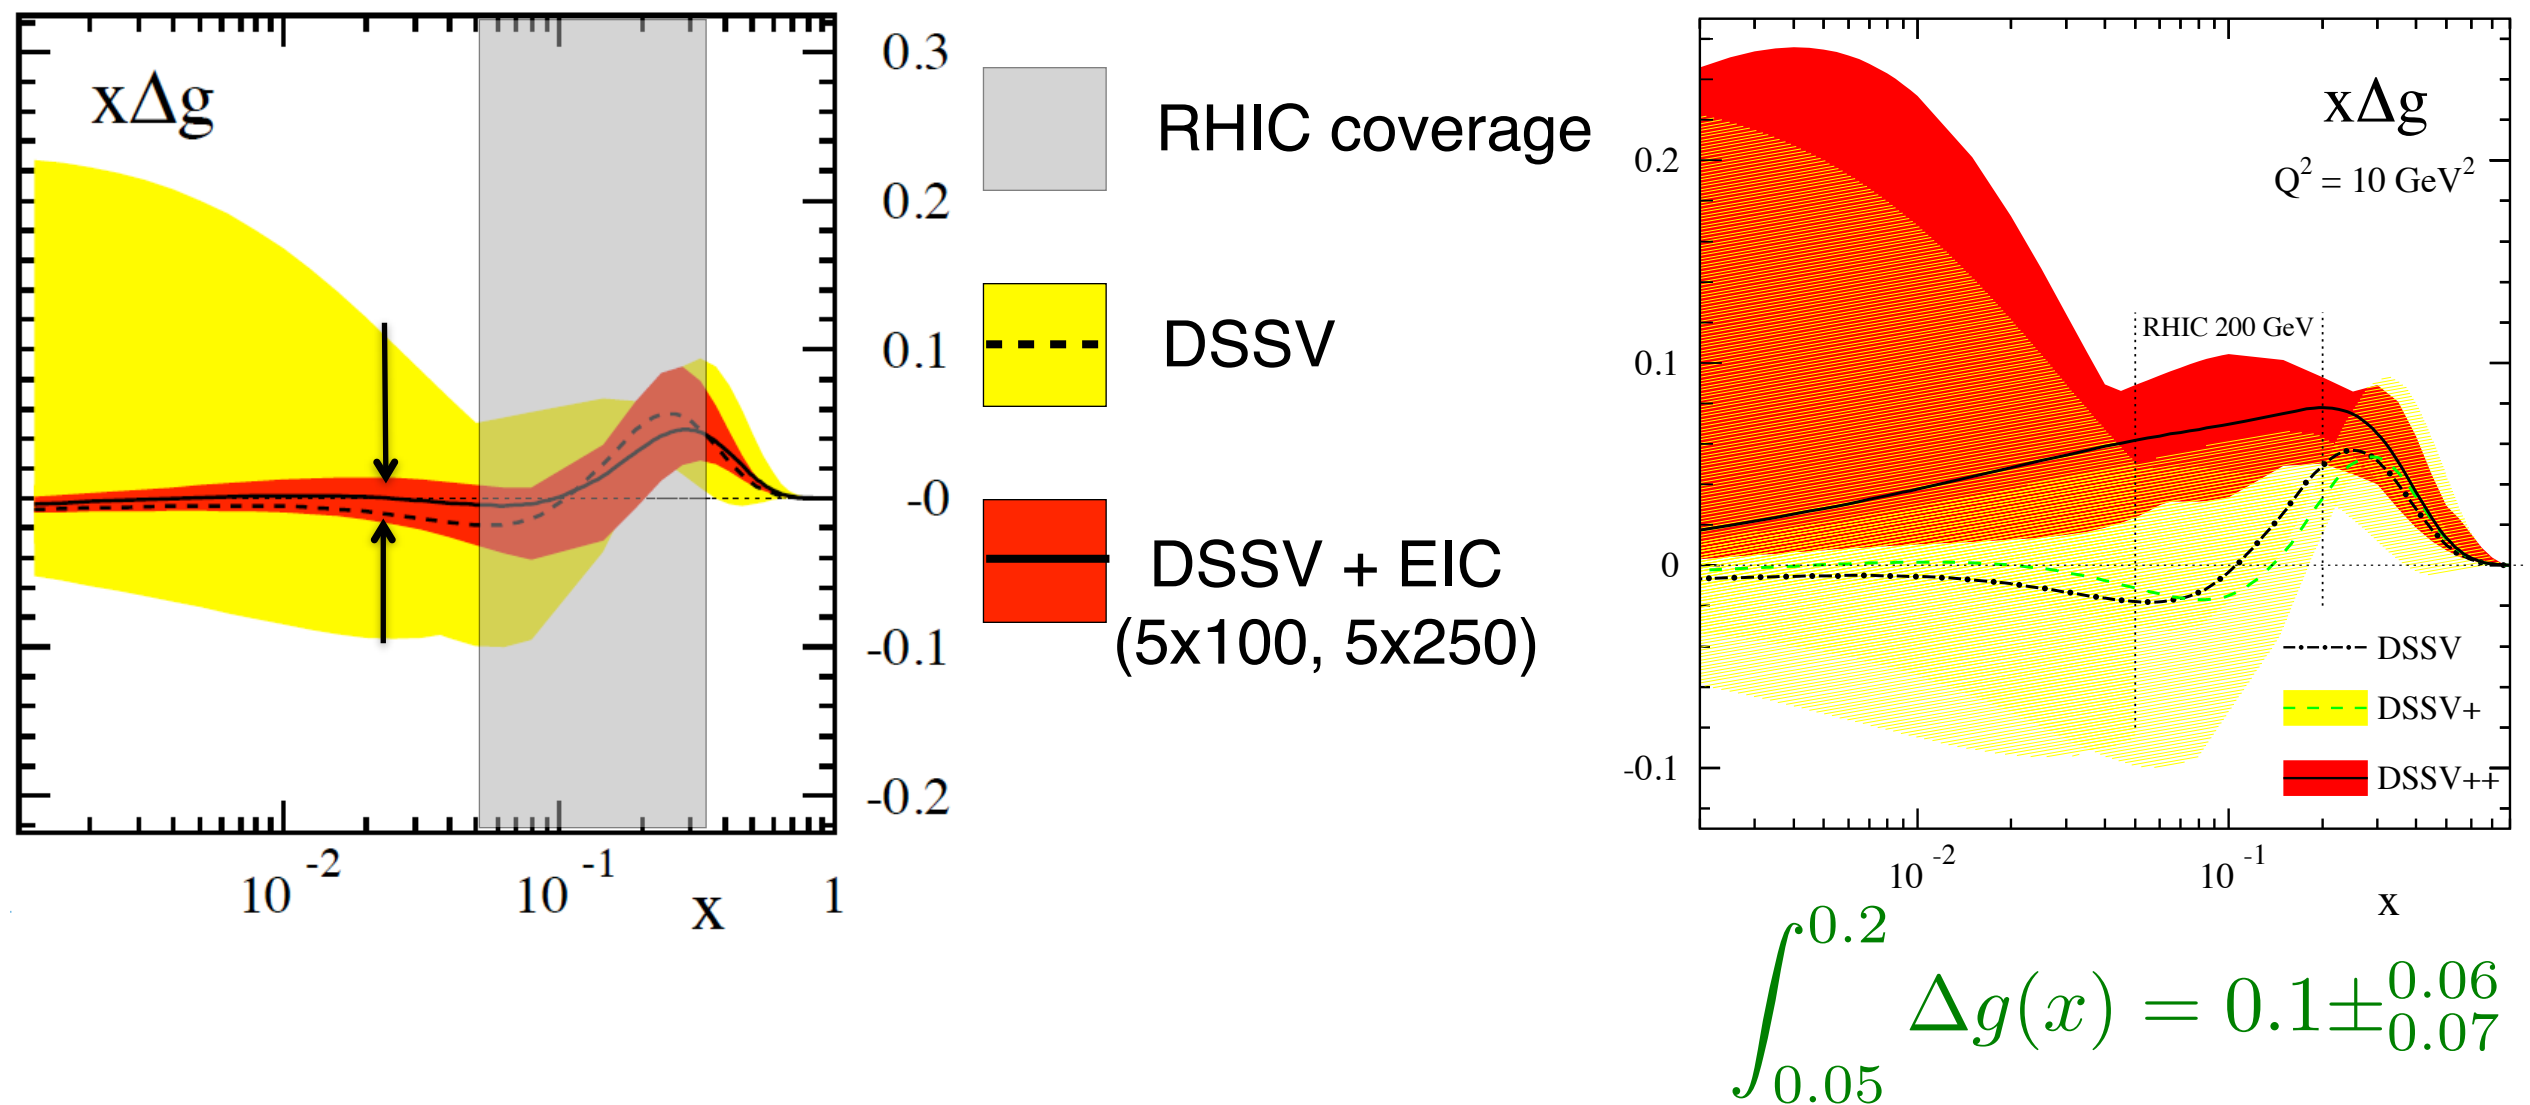 xΔg
0.3
0.2
0.1
-0
-0.1
-0.2
10⁻² 10⁻¹ x 1
RHIC coverage
DSSV
DSSV + EIC
(5x100, 5x250)
xΔg
Q² = 10 GeV²
0.2
0.1
0
-0.1
RHIC 200 GeV
DSSV
DSSV+
DSSV++
10⁻² 10⁻¹
x
∫_{0.05}^{0.2} Δg(x) = 0.1±^{0.06}_{0.07}